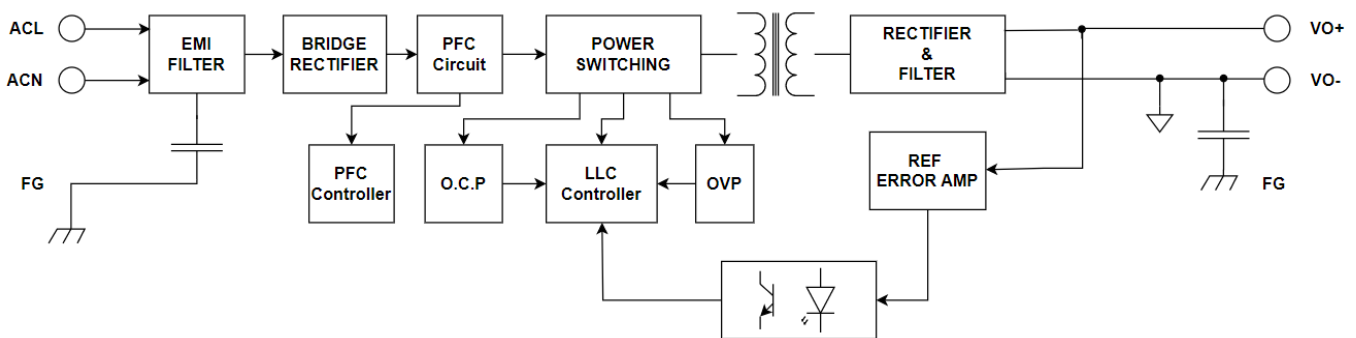 ACL
ACN
EMI
FILTER
BRIDGE
RECTIFIER
PFC
Circuit
POWER
SWITCHING
RECTIFIER
&
FILTER
VO+
VO-
FG
PFC
Controller
O.C.P
LLC
Controller
OVP
REF
ERROR AMP
FG